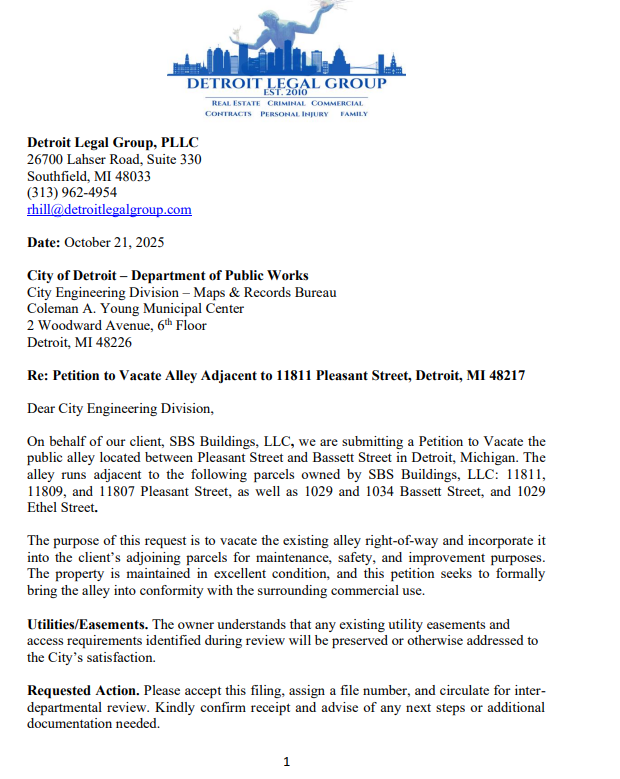 DETROIT LEGAL GROUP
EST. 2010
REAL ESTATE CRIMINAL COMMERCIAL
CONTRACTS PERSONAL INJURY FAMILY
Detroit Legal Group, PLLC
26700 Lahser Road, Suite 330
Southfield, MI 48033
(313) 962-4954
rhill@detroitlegalgroup.com
Date: October 21, 2025
City of Detroit – Department of Public Works
City Engineering Division – Maps & Records Bureau
Coleman A. Young Municipal Center
2 Woodward Avenue, 6th Floor
Detroit, MI 48226
Re: Petition to Vacate Alley Adjacent to 11811 Pleasant Street, Detroit, MI 48217
Dear City Engineering Division,
On behalf of our client, SBS Buildings, LLC, we are submitting a Petition to Vacate the
public alley located between Pleasant Street and Bassett Street in Detroit, Michigan. The
alley runs adjacent to the following parcels owned by SBS Buildings, LLC: 11811,
11809, and 11807 Pleasant Street, as well as 1029 and 1034 Bassett Street, and 1029
Ethel Street.
The purpose of this request is to vacate the existing alley right-of-way and incorporate it
into the client’s adjoining parcels for maintenance, safety, and improvement purposes.
The property is maintained in excellent condition, and this petition seeks to formally
bring the alley into conformity with the surrounding commercial use.
Utilities/Easements. The owner understands that any existing utility easements and
access requirements identified during review will be preserved or otherwise addressed to
the City’s satisfaction.
Requested Action. Please accept this filing, assign a file number, and circulate for inter-
departmental review. Kindly confirm receipt and advise of any next steps or additional
documentation needed.
1